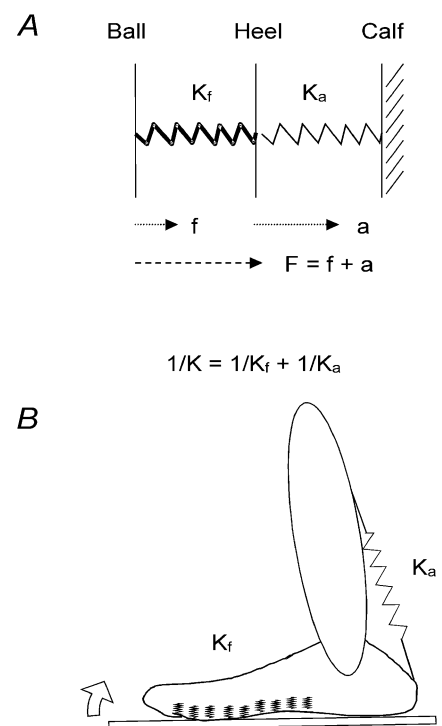 A
Ball Heel Calf
Kf Ka
f a
F = f + a
1/K = 1/Kf + 1/Ka
B
Ka
Kf